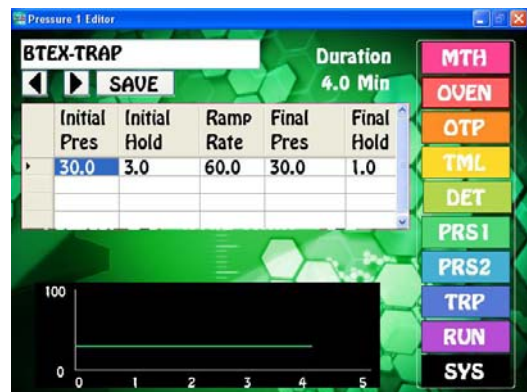 Pressure 1 Editor
BTEX-TRAP
Duration
4.0 Min
SAVE
Initial Pres Initial Hold Ramp Rate Final Pres Final Hold
30.0 3.0 60.0 30.0 1.0
MTH
OVEN
OTP
TML
DET
PRS1
PRS2
TRP
RUN
SYS
100
0
0 1 2 3 4 5